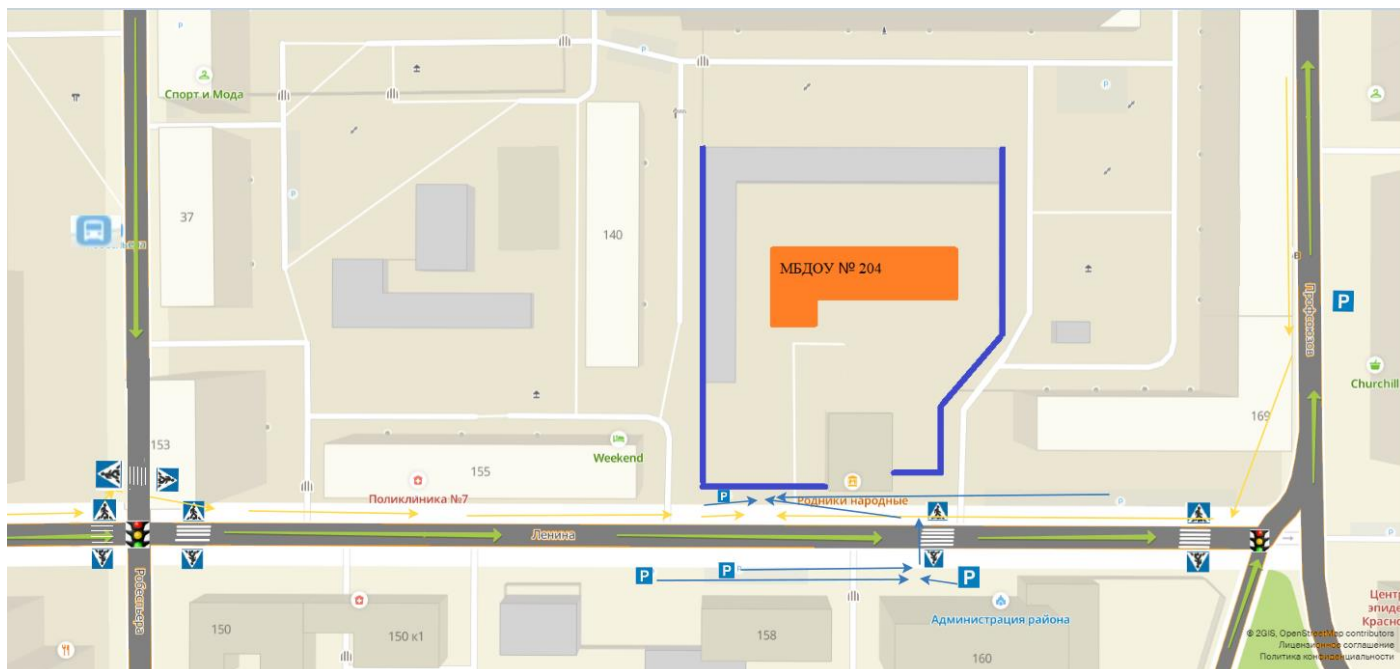 P
Спорт и Мода
P
P
37
140
МБДОУ № 204
P
P
В
Профсоюзов
P
Churchill
153
169
155
Weekend
Поликлиника №7
P
Родники народные
P
Ленина
P
P
P
P
P
Робеспьера
150
150 к1
158
Администрация района
160
Цент
эпиде
Красно
© 2GIS, OpenStreetMap contributors
Лицензионное соглашение
Политика конфиденциальности